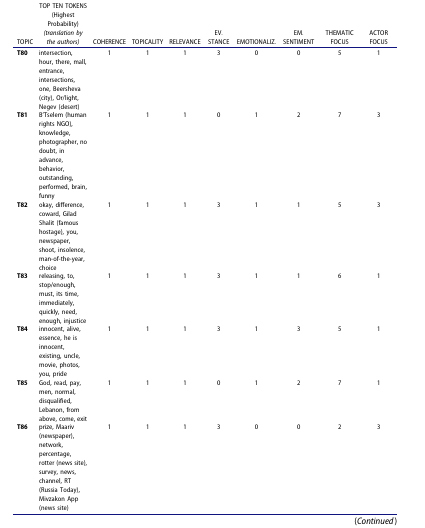 TOP TEN TOKENS
(Highest
Probability)
(translation by
the authors)
TOPIC COHERENCE TOPICALITY RELEVANCE EV. STANCE EMOTIONALIZ. EM. SENTIMENT THEMATIC FOCUS ACTOR FOCUS
T80 intersection, 1 1 1 3 0 0 5 1
hour, there, mall,
entrance,
intersections,
one, Beersheva
(city), Or/light,
Negev (desert)
T81 B'Tselem (human 1 1 1 0 1 2 7 3
rights NGO),
knowledge,
photographer, no
doubt, in
advance,
behavior,
outstanding,
performed, brain,
funny
T82 okay, difference, 1 1 1 3 1 1 5 3
coward, Gilad
Shalit (famous
hostage), you,
newspaper,
shoot, insolence,
man-of-the-year,
choice
T83 releasing, to, 1 1 1 3 1 1 6 1
stop/enough,
must, its time,
immediately,
quickly, need,
enough, injustice
T84 innocent, alive, 1 1 1 3 1 3 5 1
essence, he is
innocent,
existing, uncle,
movie, photos,
you, pride
T85 God, read, pay, 1 1 1 0 1 2 7 1
men, normal,
disqualified,
Lebanon, from
above, come, exit
T86 prize, Maariv 1 1 1 3 0 0 2 3
(newspaper),
network,
percentage,
rotter (news site),
survey, news,
channel, RT
(Russia Today),
Mivzakon App
(news site)
(Continued)